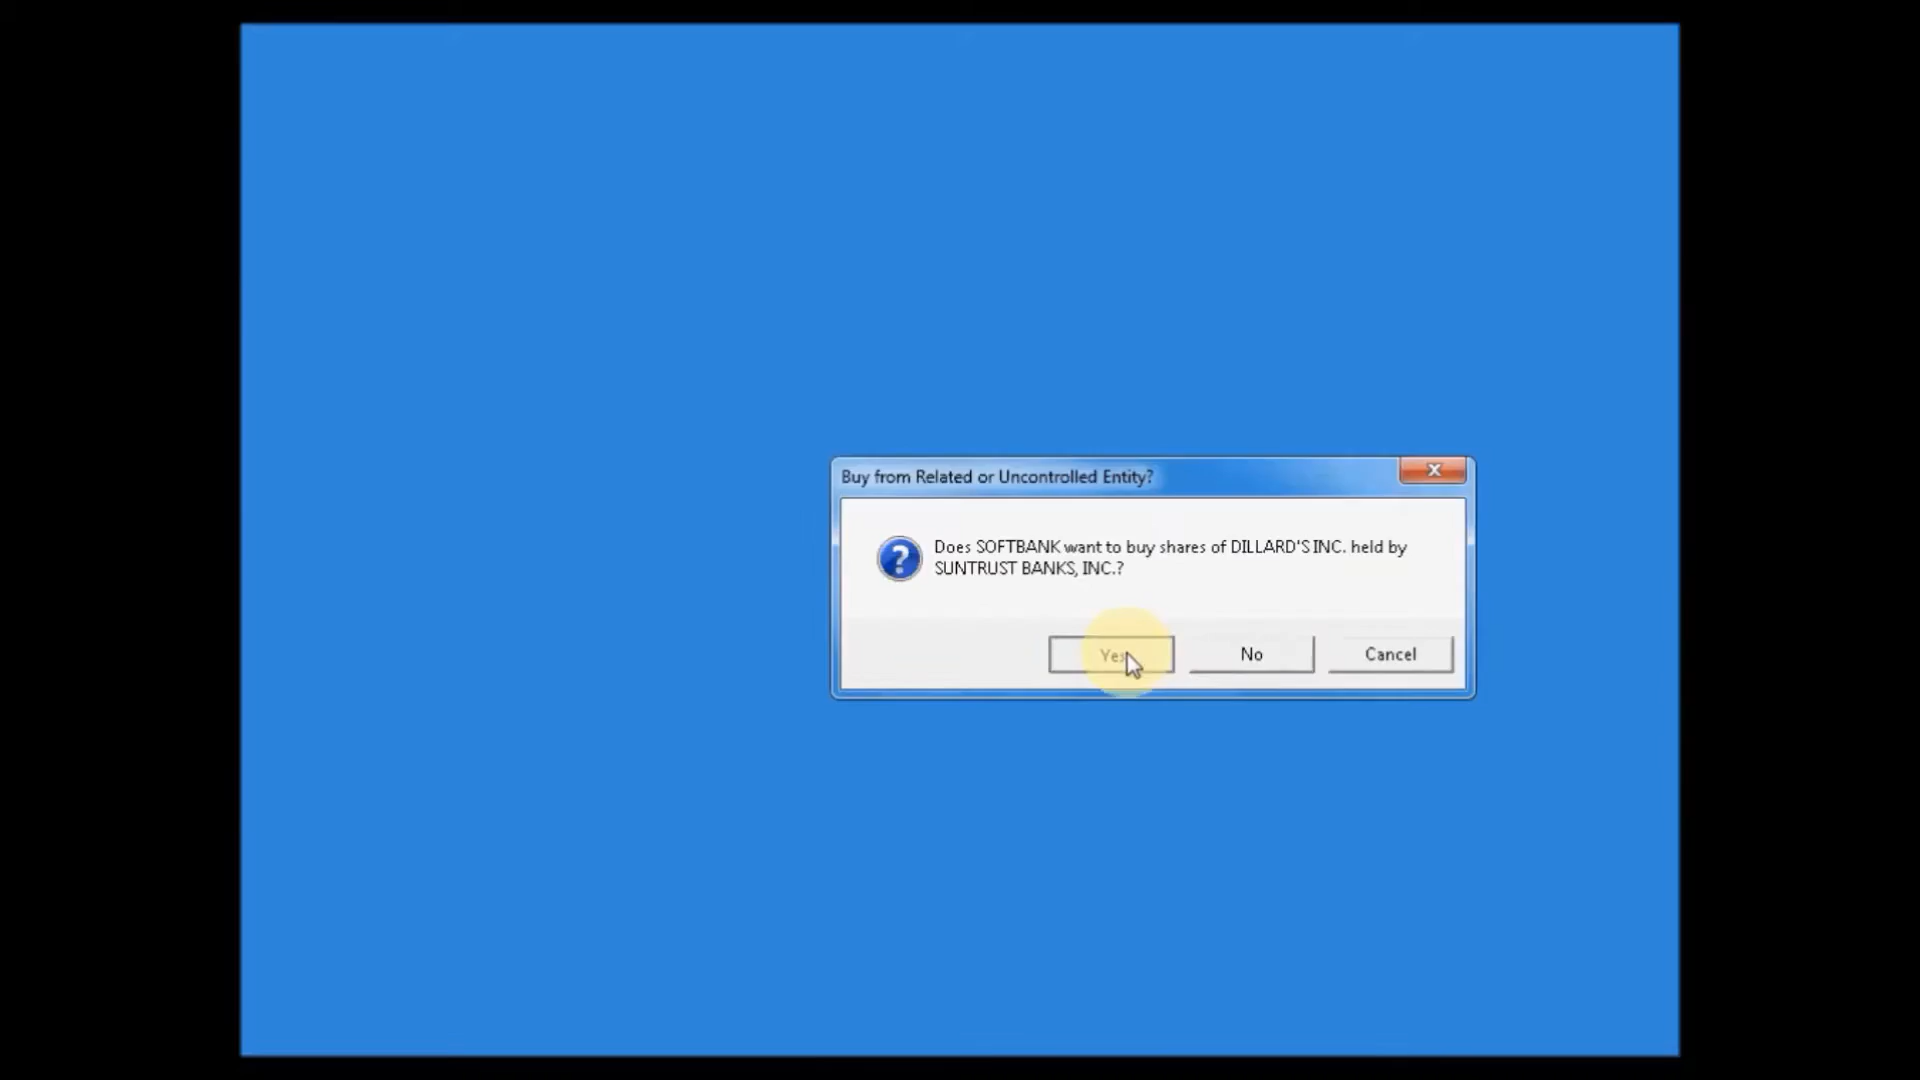 Buy from Related or Uncontrolled Entity?
Does SOFTBANK want to buy shares of DILLARD'S INC. held by
SUNTRUST BANKS, INC.?
Yes No Cancel